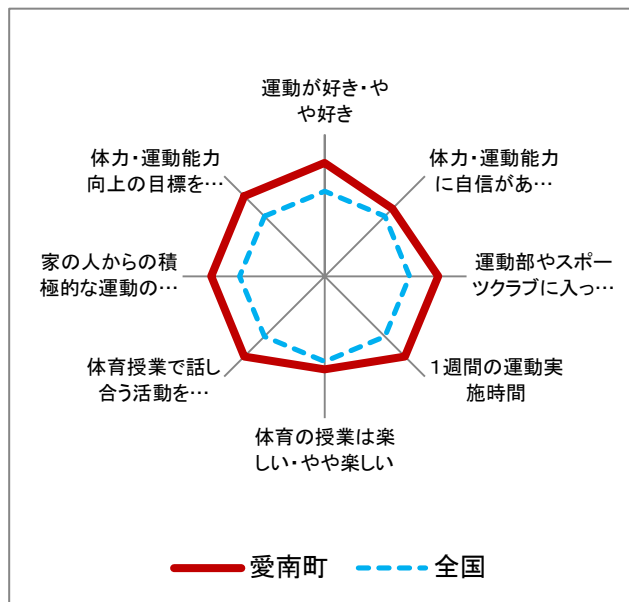 運動が好き・や
や好き
体力・運動能力
に自信があ…
運動部やスポー
ツクラブに入っ…
１週間の運動実
施時間
体育の授業は楽
しい・やや楽しい
体育授業で話し
合う活動を…
家の人からの積
極的な運動の…
体力・運動能力
向上の目標を…
愛南町
全国